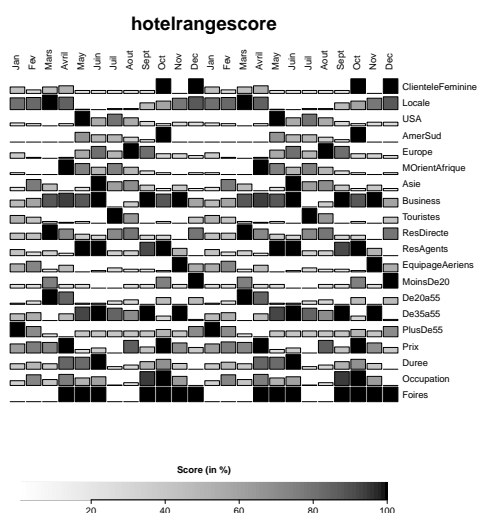 hotelrangescore
Jan Fev Mars Avril May Juin Juil Aout Sept Oct Nov Dec Jan Fev Mars Avril May Juin Juil Aout Sept Oct Nov Dec
ClienteleFeminine
Locale
USA
AmerSud
Europe
MOrientAfrique
Asie
Business
Touristes
ResDirecte
ResAgents
EquipageAeriens
MoinsDe20
De20a55
De35a55
PlusDe55
Prix
Duree
Occupation
Foires
Score (in %)
20 40 60 80 100